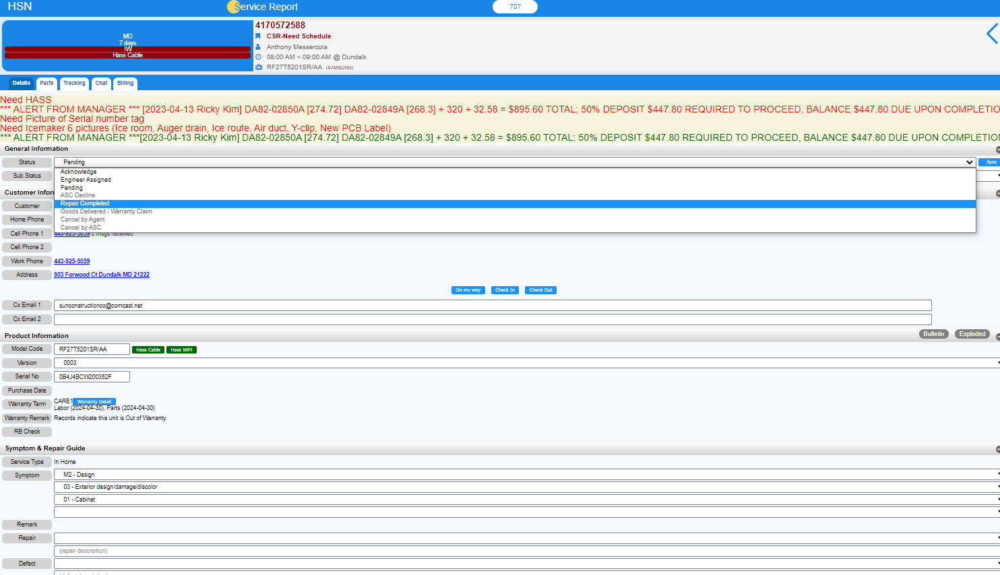 HSN
Service Report
707
MD
7 days
IW
Hass Cable
4170572588
CSR-Need Schedule
Anthony Messercola
08:00 AM ~ 09:00 AM @ Dundalk
RF27T5201SR/AA (SAMSUNG)
Details Parts Tracking Chat Billing
Need HASS
*** ALERT FROM MANAGER *** [2023-04-13 Ricky Kim] DA82-02850A [274.72] DA82-02849A [268.3] + 320 + 32.58 = $895.60 TOTAL; 50% DEPOSIT $447.80 REQUIRED TO PROCEED, BALANCE $447.80 DUE UPON COMPLETIO
Need Picture of Serial number tag
Need Icemaker 6 pictures (Ice room, Auger drain, Ice route, Air duct, Y-clip, New PCB Label)
*** ALERT FROM MANAGER ***[2023-04-13 Ricky Kim] DA82-02850A [274.72] DA82-02849A [268.3] + 320 + 32.58 = $895.60 TOTAL; 50% DEPOSIT $447.80 REQUIRED TO PROCEED, BALANCE $447.80 DUE UPON COMPLETION
General Information
Status Pending Sync
Sub Status
Acknowledge
Engineer Assigned
Pending
ASC Decline
Repair Completed
Goods Delivered / Warranty Claim
Cancel by Agent
Cancel by ASC
Customer Infor
Customer
Home Phone
Cell Phone 1 443-925-5059 2 msgs received
Cell Phone 2
Work Phone 443-925-5059
Address 903 Forwood Ct Dundalk MD 21222
On my way Check In Check Out
Cx Email 1 sunconstructionco@comcast.net
Cx Email 2
Product Information Bulletin Exploded
Model Code RF27T5201SR/AA Hass Cable Hass WIFI
Version 0003
Serial No 0B4J4BCW200352F
Purchase Date
Warranty Term CARE1 Warranty Detail
Labor (2024-04-30), Parts (2024-04-30)
Warranty Remark Records indicate this unit is Out of Warranty.
RB Check
Symptom & Repair Guide
Service Type In Home
Symptom M2 - Design
03 - Exterior design/damage/discolor
01 - Cabinet
Remark
Repair
(repair description)
Defect